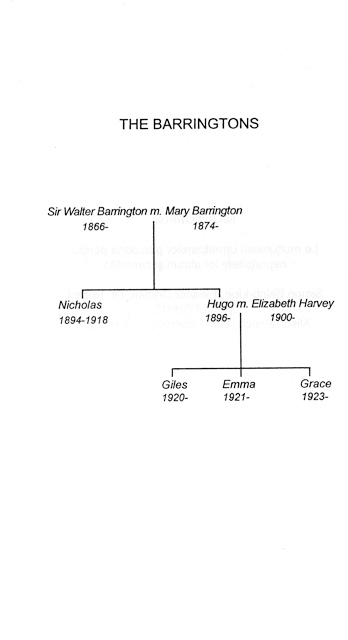 THE BARRINGTONS
Sir Walter Barrington m. Mary Barrington
1866- 1874-
Nicholas Hugo m. Elizabeth Harvey
1894-1918 1896- 1900-
Giles Emma Grace
1920- 1921- 1923-